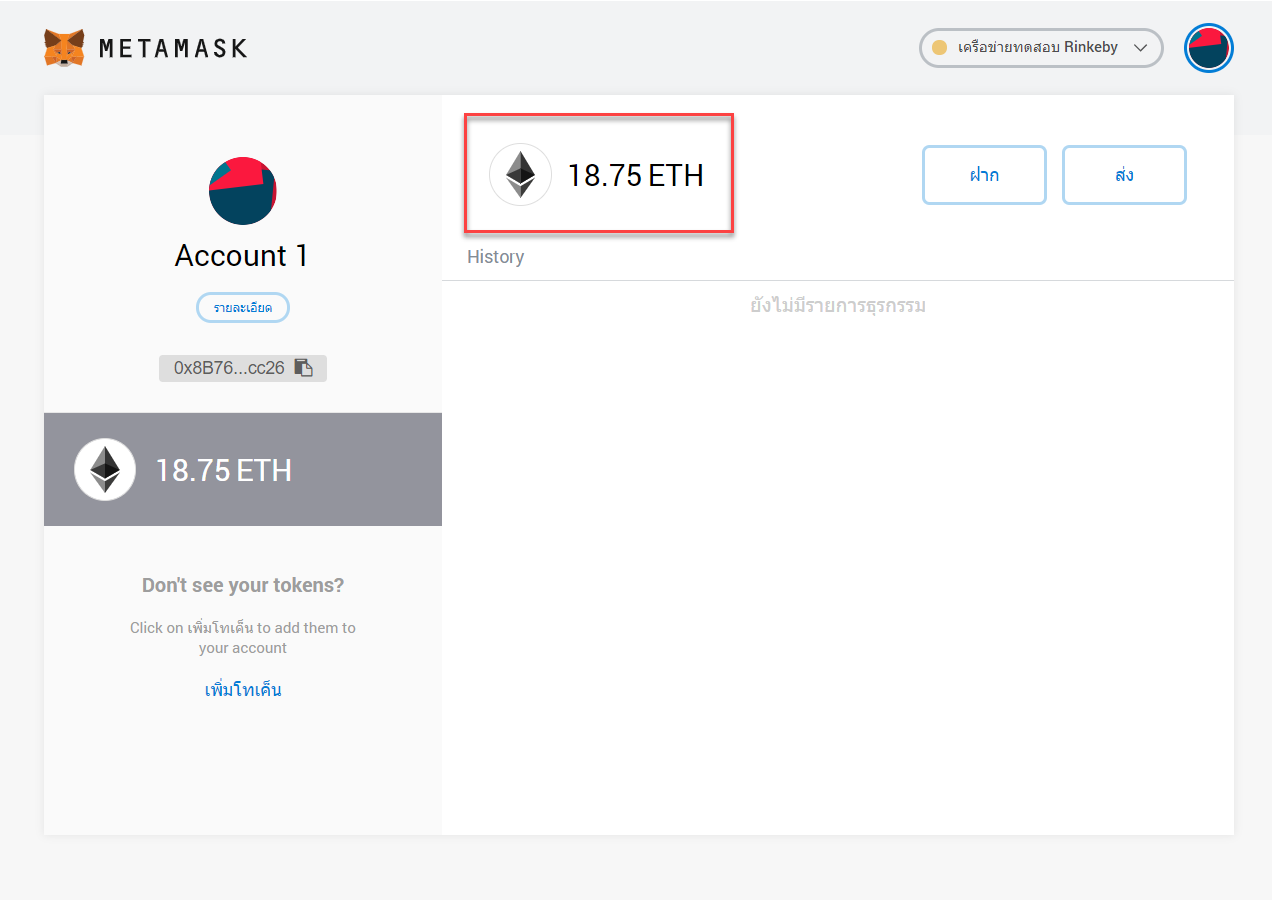 METAMASK
เครือข่ายทดสอบ Rinkeby
Account 1
รายละเอียด
0x8B76...cc26
18.75 ETH
Don't see your tokens?
Click on เพิ่มโทเค็น to add them to
your account
เพิ่มโทเค็น
18.75 ETH
ฝาก
ส่ง
History
ยังไม่มีรายการธุรกรรม